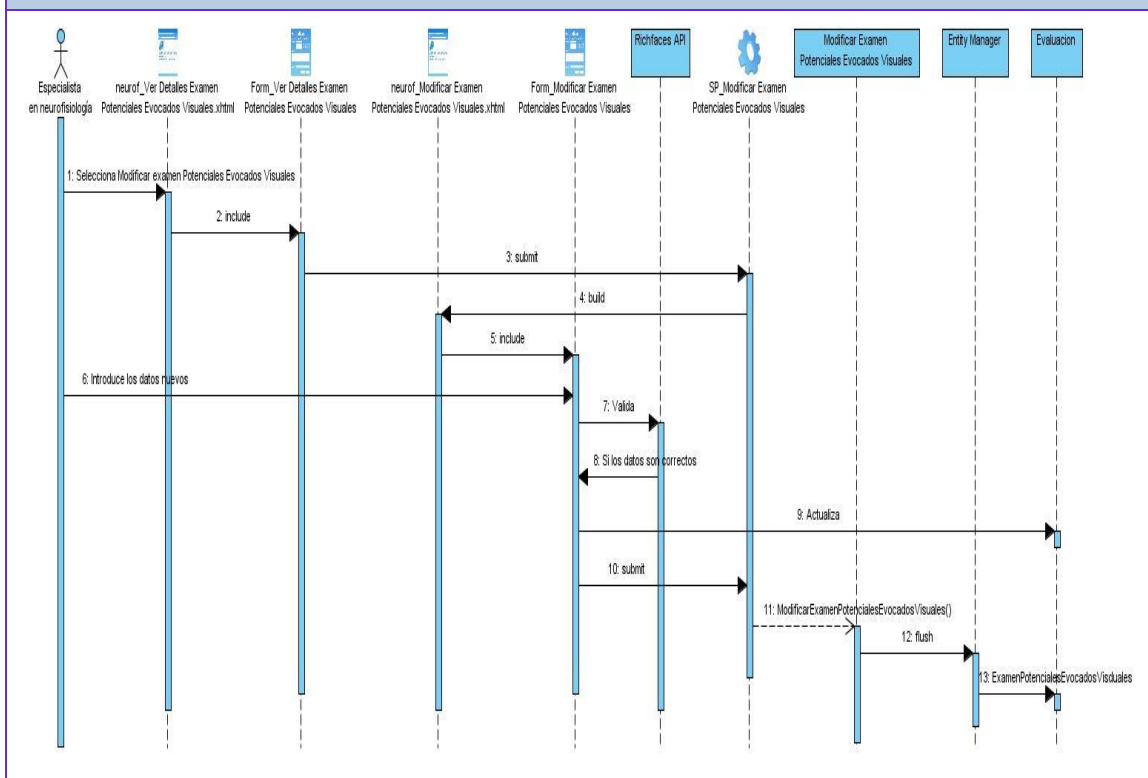 Especialista
en neurofisiología
neurof_Ver Detalles Examen
Potenciales Evocados Visuales.xhtml
Form_Ver Detalles Examen
Potenciales Evocados Visuales
neurof_Modificar Examen
Potenciales Evocados Visuales.xhtml
Form_Modificar Examen
Potenciales Evocados Visuales
Richfaces API
SP_Modificar Examen
Potenciales Evocados Visuales
Modificar Examen
Potenciales Evocados Visuales
Entity Manager
Evaluacion
1: Selecciona Modificar examen Potenciales Evocados Visuales
2: include
3: submit
4: build
5: include
6: Introduce los datos nuevos
7: Valida
8: Si los datos son correctos
9: Actualiza
10: submit
11: ModificarExamenPotencialesEvocadosVisuales()
12: flush
13: ExamenPotencialesEvocadosVisduales